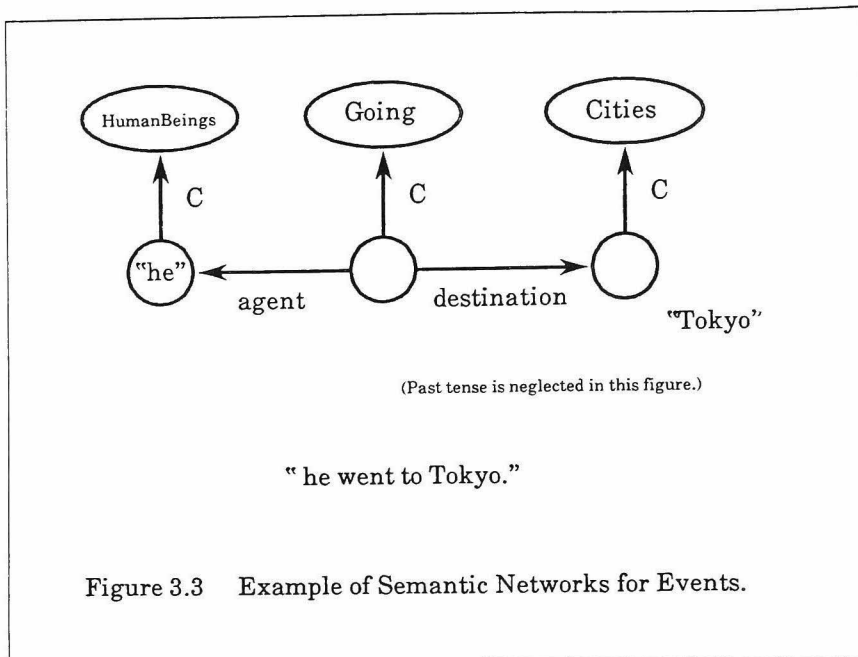 HumanBeings Going Cities
C C C
"he"
agent destination
"Tokyo"
(Past tense is neglected in this figure.)
" he went to Tokyo."
Figure 3.3 Example of Semantic Networks for Events.